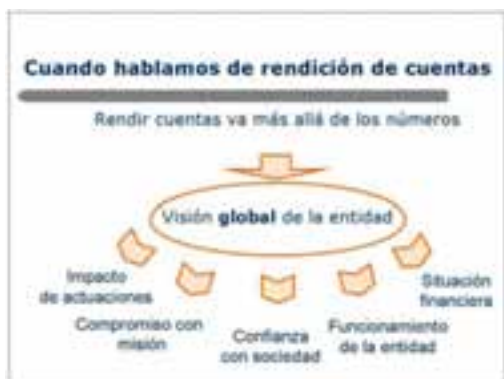 Cuando hablamos de rendición de cuentas
Rendir cuentas va más allá de los números
Visión global de la entidad
Impacto
de actuaciones
Compromiso con
misión
Confianza
con sociedad
Funcionamiento
de la entidad
Situación
financiera